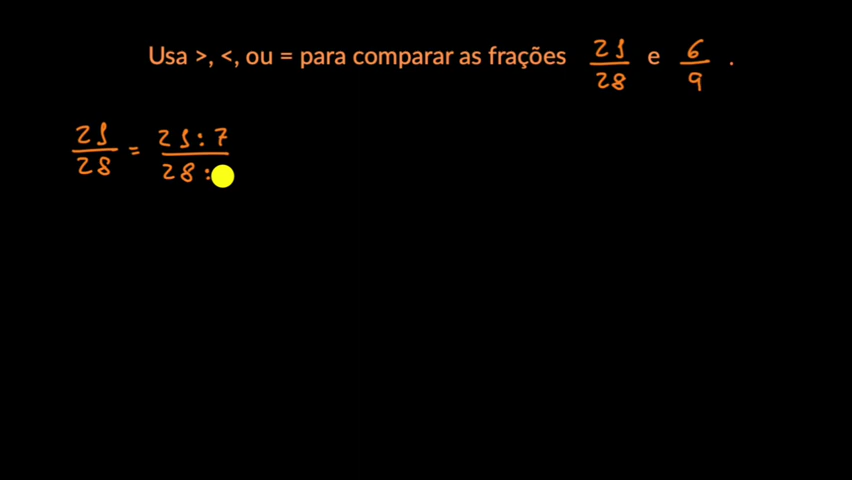 Usa >, <, ou = para comparar as frações 21/28 e 6/9 .
21/28 = 21:7/28: